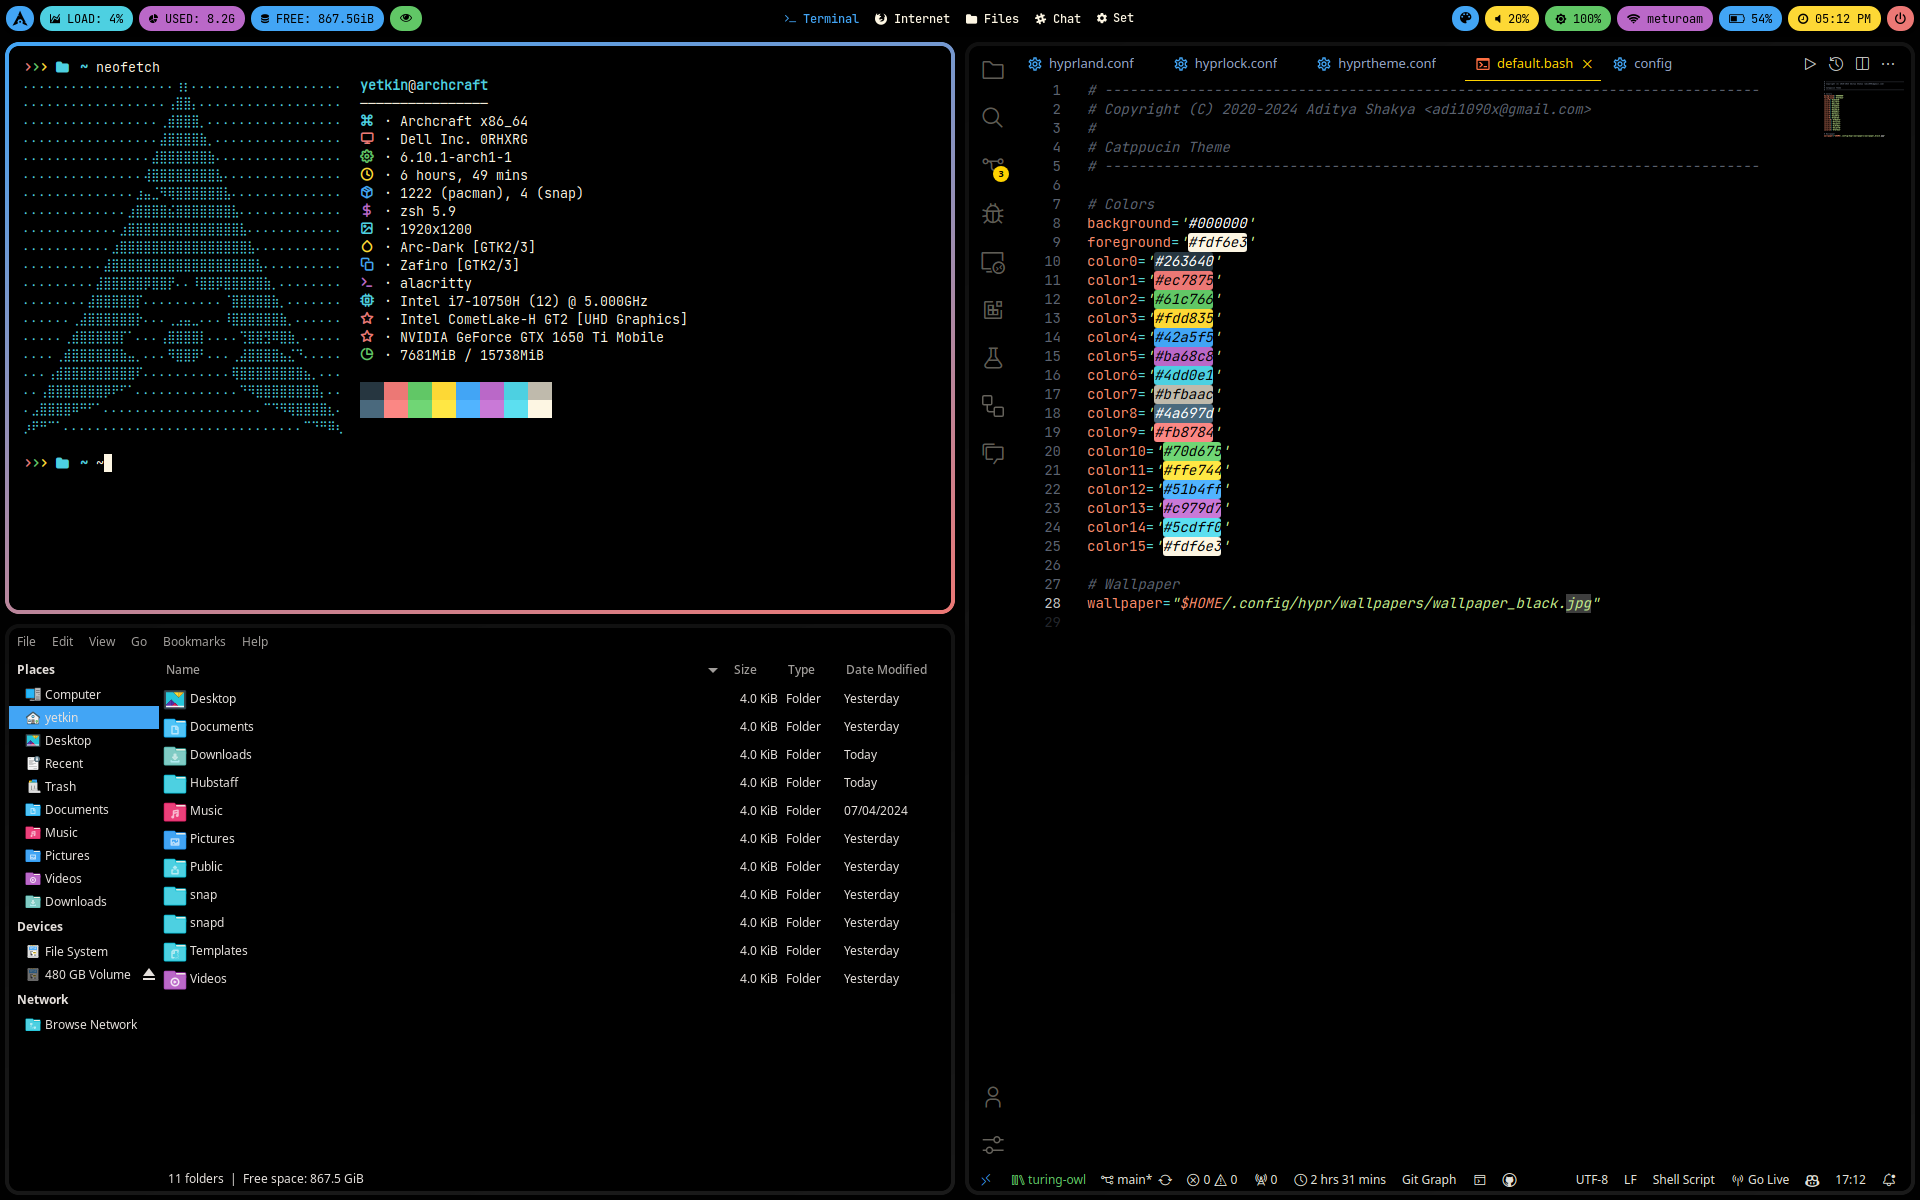 LOAD: 4%
USED: 8.2G
FREE: 867.5GiB
Terminal
Internet
Files
Chat
Set
20%
100%
meturoam
54%
05:12 PM
>>> ~ neofetch
yetkin@archcraft
· Archcraft x86_64
· Dell Inc. 0RHXRG
· 6.10.1-arch1-1
· 6 hours, 49 mins
· 1222 (pacman), 4 (snap)
· zsh 5.9
· 1920x1200
· Arc-Dark [GTK2/3]
· Zafiro [GTK2/3]
· alacritty
· Intel i7-10750H (12) @ 5.000GHz
· Intel CometLake-H GT2 [UHD Graphics]
· NVIDIA GeForce GTX 1650 Ti Mobile
· 7681MiB / 15738MiB
>>> ~ ~
File Edit View Go Bookmarks Help
Places
Computer
yetkin
Desktop
Recent
Trash
Documents
Music
Pictures
Videos
Downloads
Devices
File System
480 GB Volume
Network
Browse Network
Name Size Type Date Modified
Desktop 4.0 KiB Folder Yesterday
Documents 4.0 KiB Folder Yesterday
Downloads 4.0 KiB Folder Today
Hubstaff 4.0 KiB Folder Today
Music 4.0 KiB Folder 07/04/2024
Pictures 4.0 KiB Folder Yesterday
Public 4.0 KiB Folder Yesterday
snap 4.0 KiB Folder Yesterday
snapd 4.0 KiB Folder Yesterday
Templates 4.0 KiB Folder Yesterday
Videos 4.0 KiB Folder Yesterday
11 folders | Free space: 867.5 GiB
hyprland.conf hyprlock.conf hyprtheme.conf default.bash config
3
1 # ------------------------------------------------------------------------------
2 # Copyright (C) 2020-2024 Aditya Shakya <adi1090x@gmail.com>
3 #
4 # Catppucin Theme
5 # ------------------------------------------------------------------------------
6
7 # Colors
8 background='#000000'
9 foreground='#fdf6e3'
10 color0='#263640'
11 color1='#ec7875'
12 color2='#61c766'
13 color3='#fdd835'
14 color4='#42a5f5'
15 color5='#ba68c8'
16 color6='#4dd0e1'
17 color7='#bfbaac'
18 color8='#4a697d'
19 color9='#fb8784'
20 color10='#70d675'
21 color11='#ffe744'
22 color12='#51b4ff'
23 color13='#c979d7'
24 color14='#5cdff0'
25 color15='#fdf6e3'
26
27 # Wallpaper
28 wallpaper="$HOME/.config/hypr/wallpapers/wallpaper_black.jpg"
29
turing-owl main* 0 0 0 2 hrs 31 mins Git Graph UTF-8 LF Shell Script Go Live 17:12